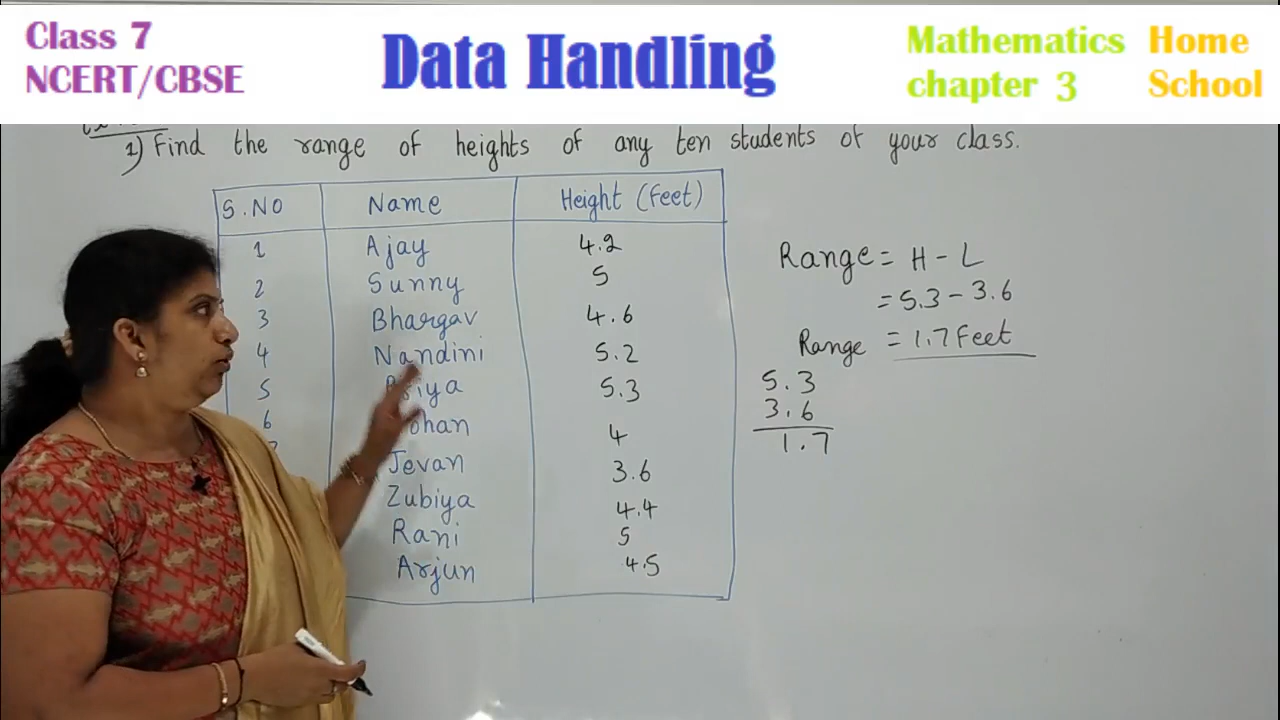 Class 7
NCERT/CBSE
Data Handling
Mathematics
chapter 3
Home
School
1) Find the range of heights of any ten students of your class.
S.NO Name Height (Feet)
1 Ajay 4.2
2 Sunny 5
3 Bhargav 4.6
4 Nandini 5.2
5 5.3
6 4
Jevan 3.6
Zubiya 4.4
Rani 5
Arjun 4.5
Range = H - L
= 5.3 - 3.6
Range = 1.7 Feet
5.3
3.6
1.7